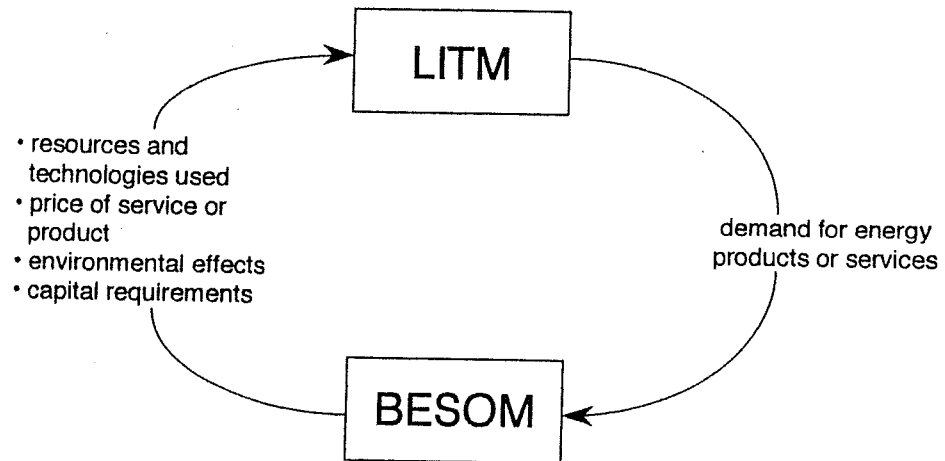 LITM
• resources and
technologies used
• price of service or
product
• environmental effects
• capital requirements
demand for energy
products or services
BESOM